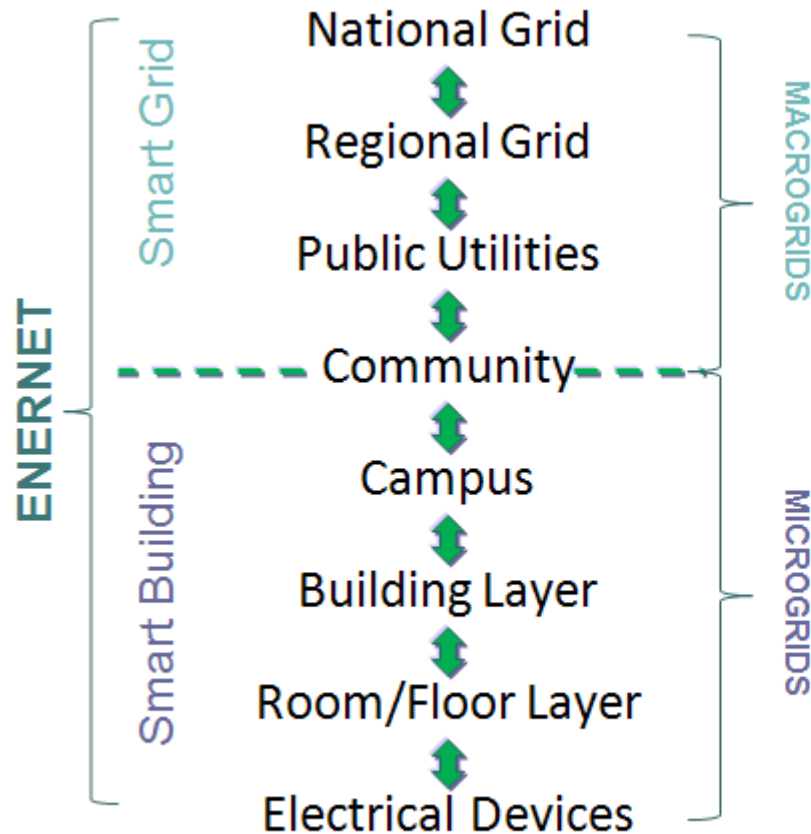 ENERNET
Smart Grid
Smart Building
National Grid
Regional Grid
Public Utilities
Community
Campus
Building Layer
Room/Floor Layer
Electrical Devices
MACROGRIDS
MICROGRIDS